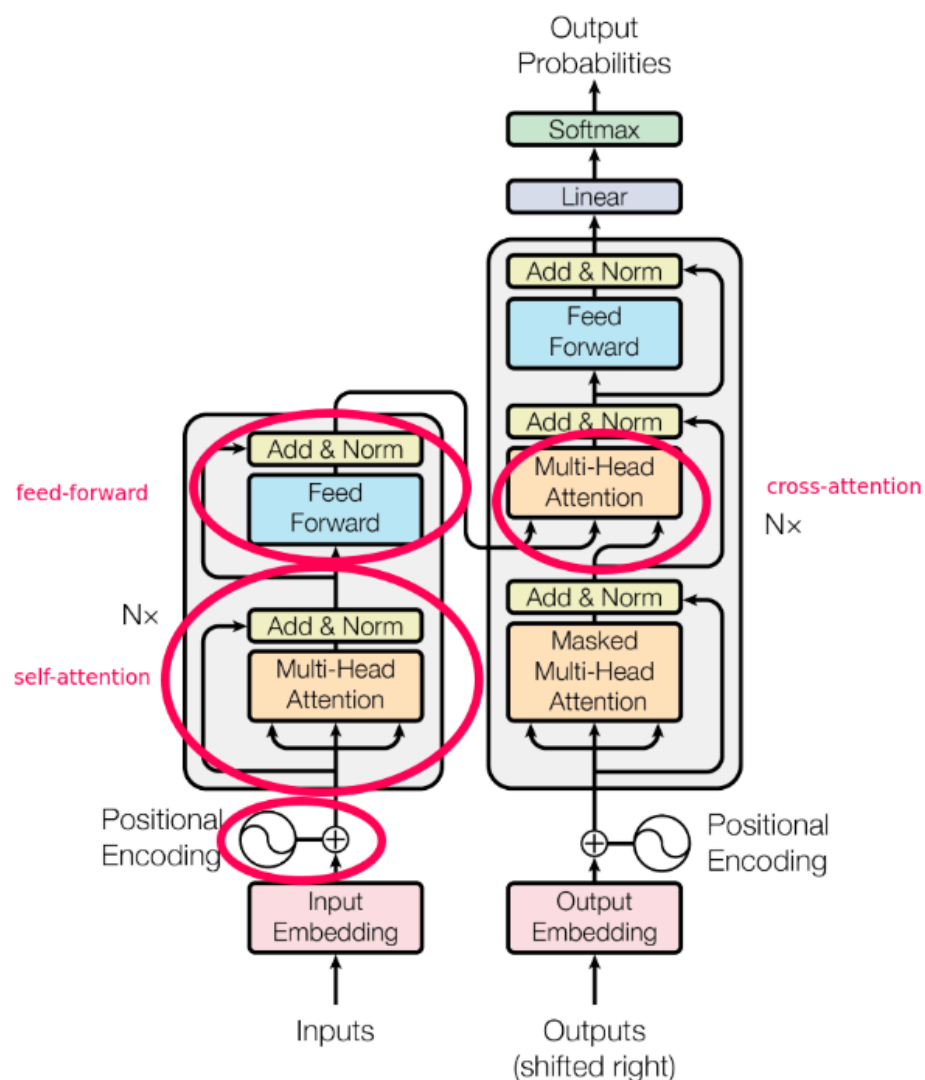 Output
Probabilities
Softmax
Linear
Add & Norm
Feed
Forward
Add & Norm
Multi-Head
Attention
cross-attention
Nx
Add & Norm
Masked
Multi-Head
Attention
Add & Norm
Feed
Forward
feed-forward
Nx
Add & Norm
Multi-Head
Attention
self-attention
Positional
Encoding
Positional
Encoding
Input
Embedding
Output
Embedding
Inputs
Outputs
(shifted right)